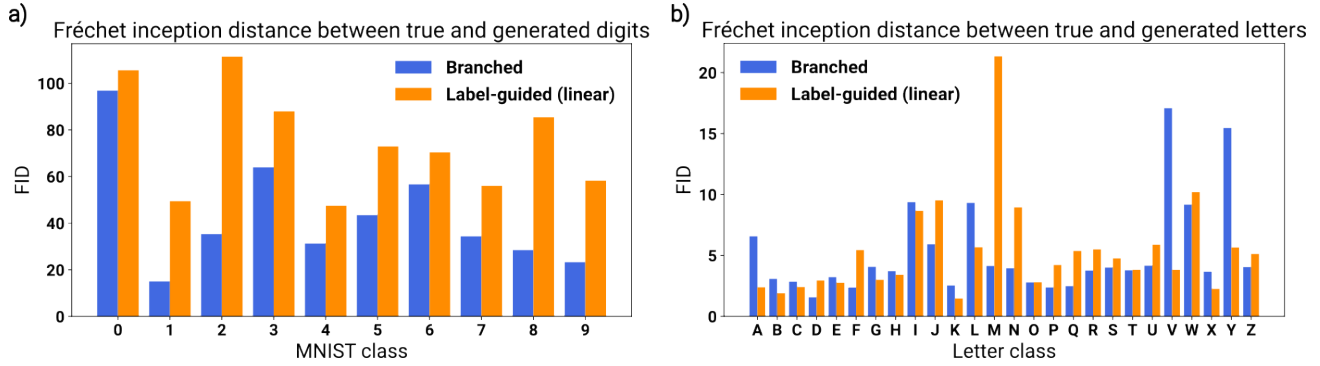 a)
Fréchet inception distance between true and generated digits
Branched
Label-guided (linear)
FID
100
80
60
40
20
0
0 1 2 3 4 5 6 7 8 9
MNIST class
b)
Fréchet inception distance between true and generated letters
Branched
Label-guided (linear)
FID
20
15
10
5
0
A B C D E F G H I J K L M N O P Q R S T U V W X Y Z
Letter class